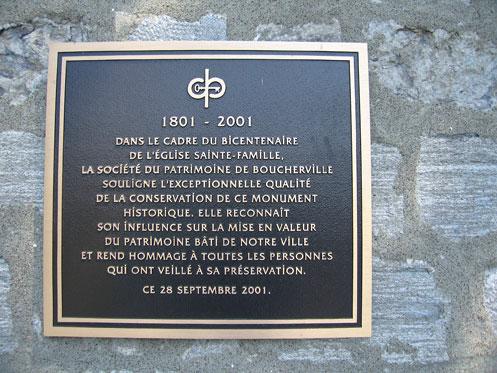 1801 - 2001
DANS LE CADRE DU BICENTENAIRE
DE L'ÉGLISE SAINTE-FAMILLE,
LA SOCIÉTÉ DU PATRIMOINE DE BOUCHERVILLE
SOULIGNE L'EXCEPTIONNELLE QUALITÉ
DE LA CONSERVATION DE CE MONUMENT
HISTORIQUE. ELLE RECONNAÎT
SON INFLUENCE SUR LA MISE EN VALEUR
DU PATRIMOINE BÂTI DE NOTRE VILLE
ET REND HOMMAGE À TOUTES LES PERSONNES
QUI ONT VEILLÉ À SA PRÉSERVATION.
CE 28 SEPTEMBRE 2001.